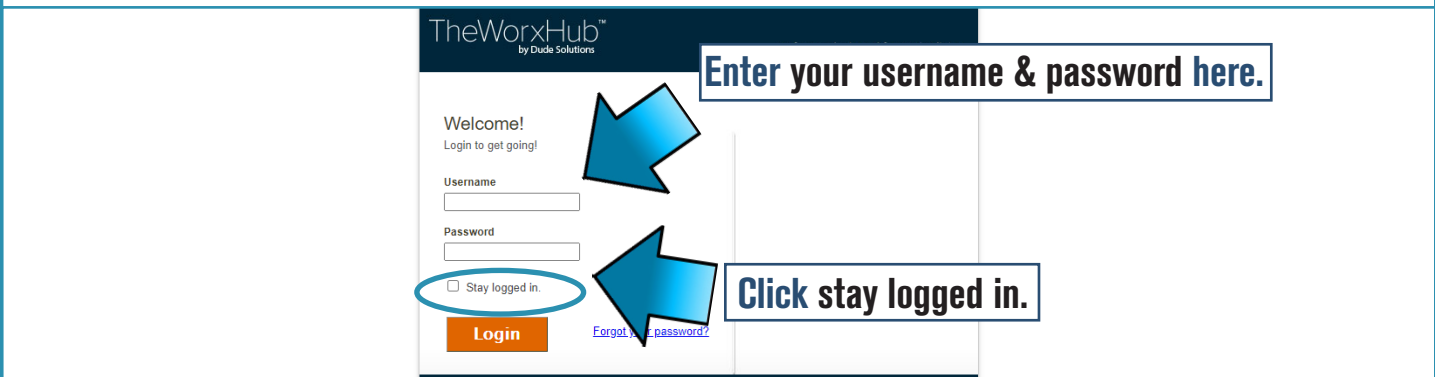 TheWorxHub™
by Dude Solutions
Enter your username & password here.
Welcome!
Login to get going!
Username
Password
Stay logged in.
Click stay logged in.
Login
Forgot your password?